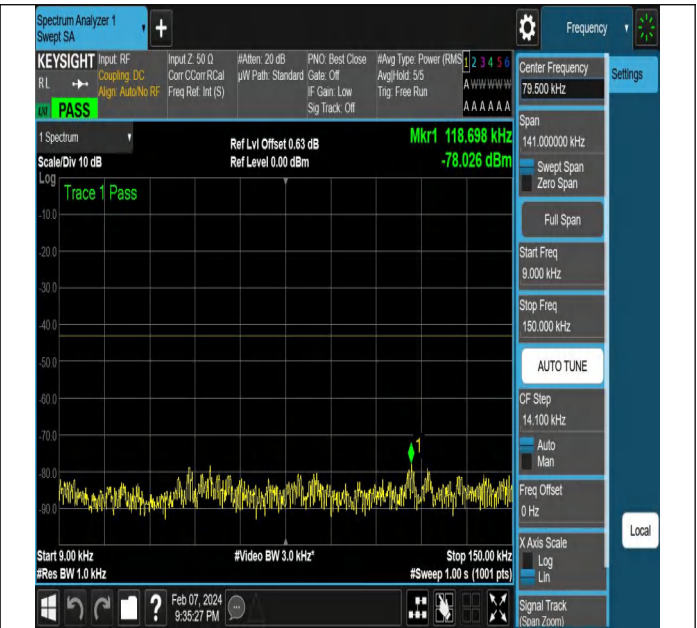 Spectrum Analyzer 1
Swept SA
+
Frequency
KEYSIGHT
RL
PASS
Input: RF
Coupling: DC
Align: Auto/No RF
Input Z: 50 Ω
Corr CCorr RCal
Freq Ref: Int (S)
#Atten: 20 dB
µW Path: Standard
PNO: Best Close
Gate: Off
IF Gain: Low
Sig Track: Off
#Avg Type: Power (RMS
Avg|Hold: 5/5
Trig: Free Run
1 2 3 4 5 6
A W W W W W
A A A A A A
Settings
1 Spectrum
Scale/Div 10 dB
Log
Ref Lvl Offset 0.63 dB
Ref Level 0.00 dBm
Mkr1 118.698 kHz
-78.026 dBm
Trace 1 Pass
-10.0
-20.0
-30.0
-40.0
-50.0
-60.0
-70.0
-80.0
-90.0
1
Start 9.00 kHz
#Res BW 1.0 kHz
#Video BW 3.0 kHz*
Stop 150.00 kHz
#Sweep 1.00 s (1001 pts)
Center Frequency
79.500 kHz
Span
141.000000 kHz
Swept Span
Zero Span
Full Span
Start Freq
9.000 kHz
Stop Freq
150.000 kHz
AUTO TUNE
CF Step
14.100 kHz
Auto
Man
Freq Offset
0 Hz
X Axis Scale
Log
Lin
Signal Track
(Span Zoom)
Local
?
Feb 07, 2024
9:35:27 PM